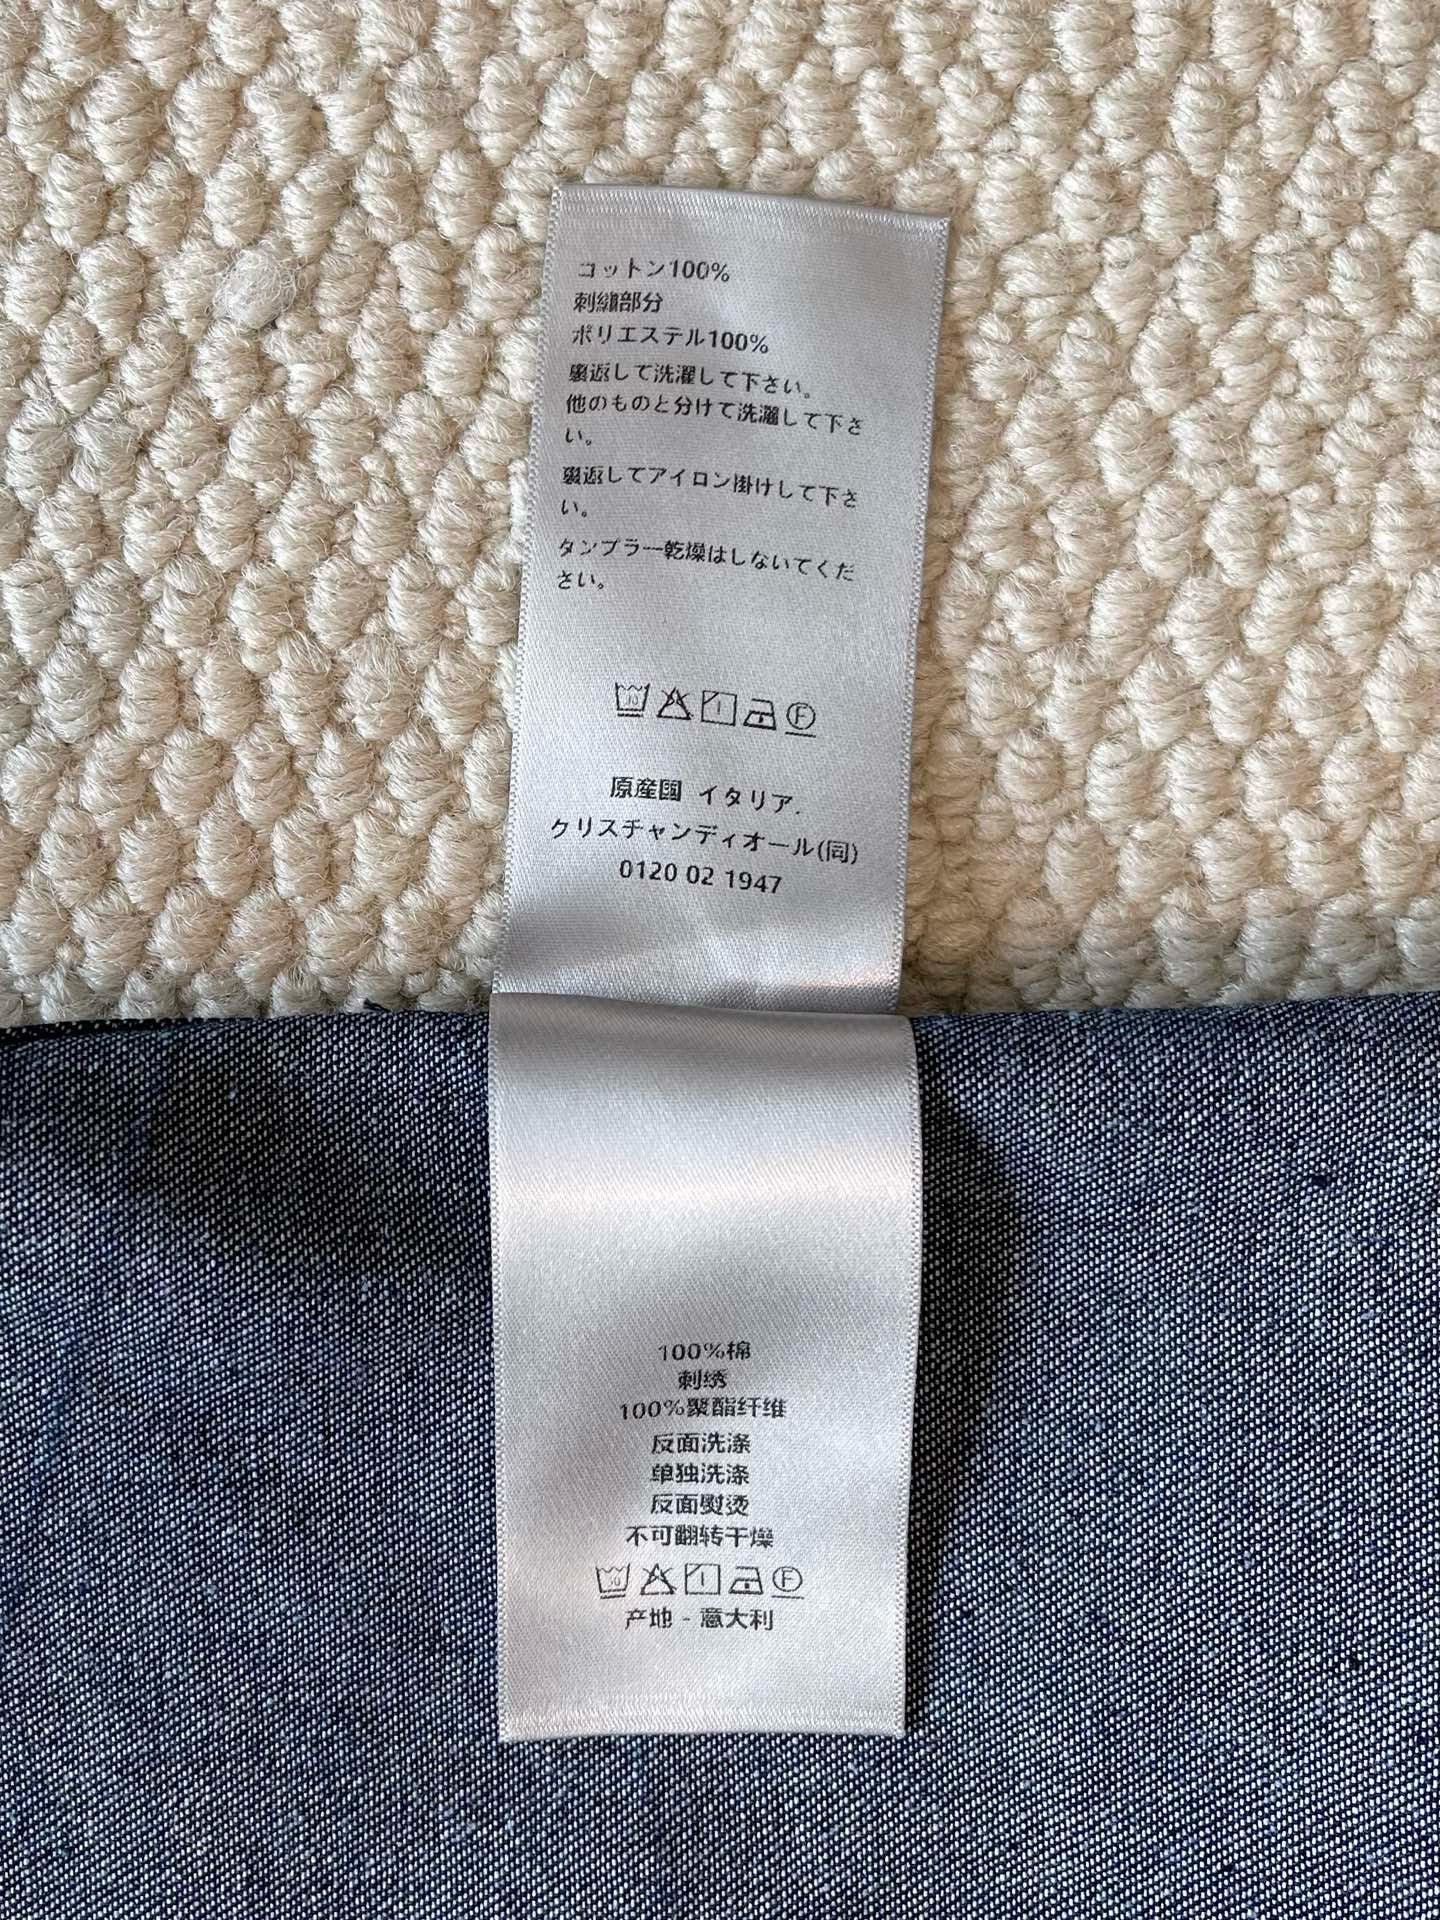 コットン100%
刺繍部分
ポリエステル100%
裏返して洗濯して下さい。
他のものと分けて洗濯して下さ
い。
裏返してアイロン掛けして下さ
い。
タンブラー乾燥はしないでくだ
さい。
原産国 イタリア.
クリスチャンディオール(同)
0120 02 1947
100%棉
刺绣
100%聚酯纤维
反面洗涤
单独洗涤
反面熨烫
不可翻转干燥
F
产地 - 意大利